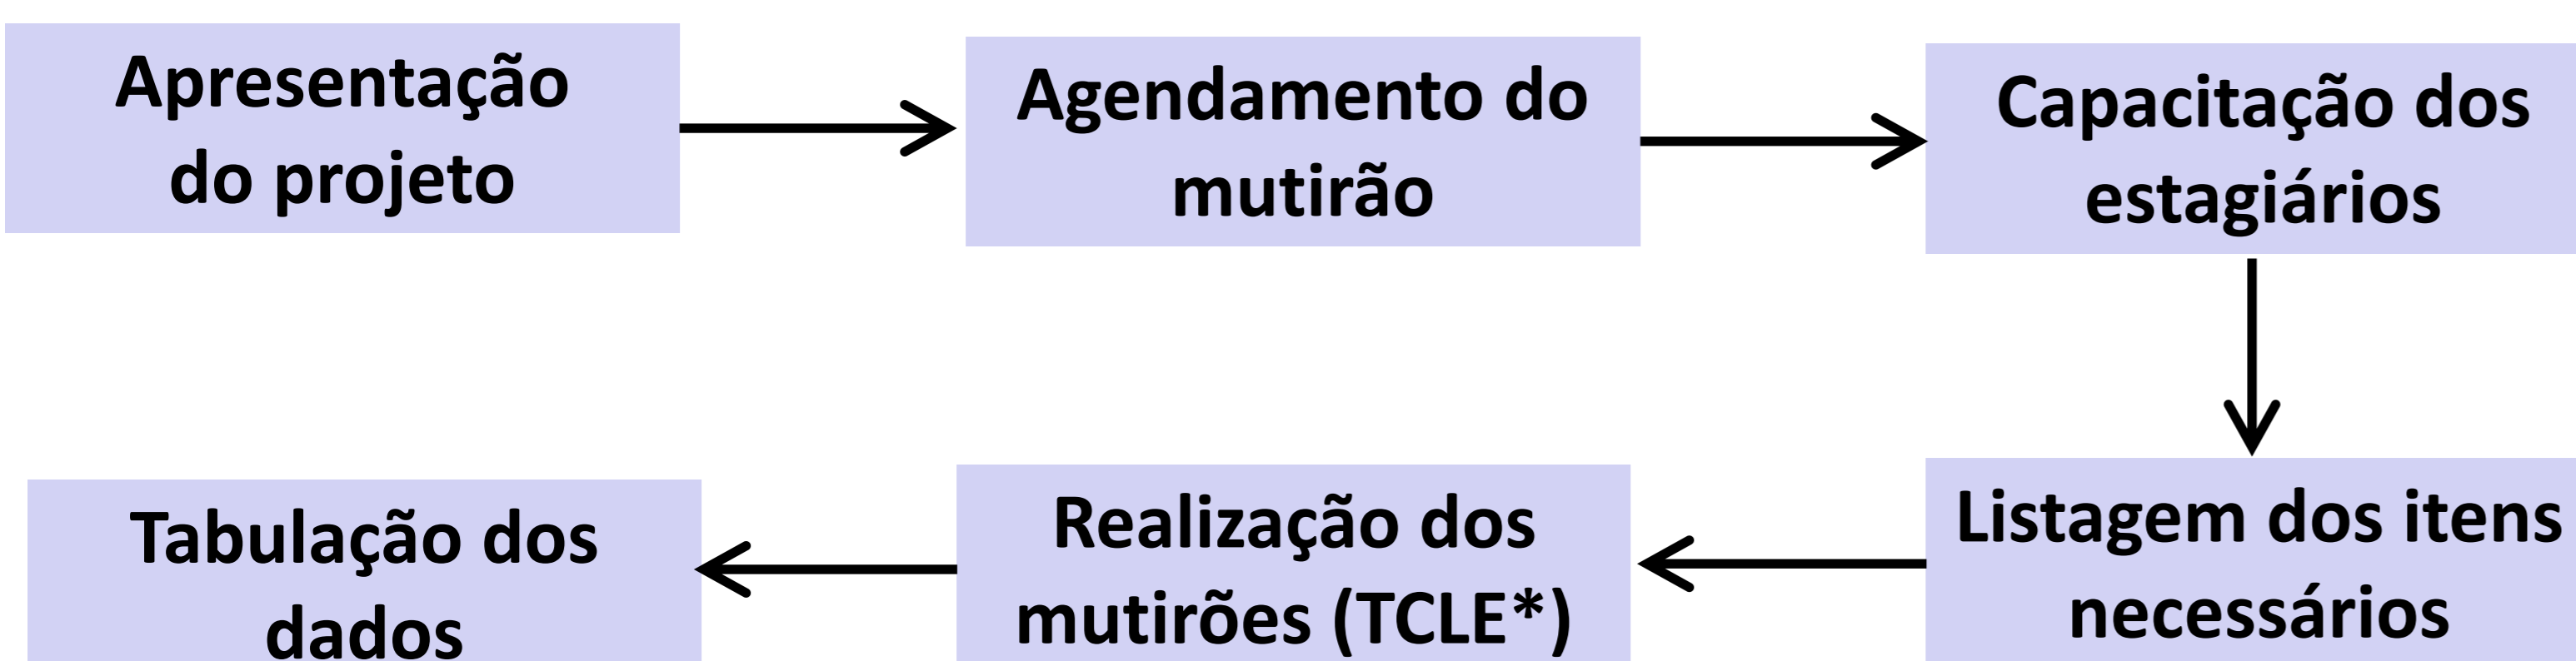 Apresentação
do projeto
Agendamento do
mutirão
Capacitação dos
estagiários
Listagem dos itens
necessários
Realização dos
mutirões (TCLE*)
Tabulação dos
dados